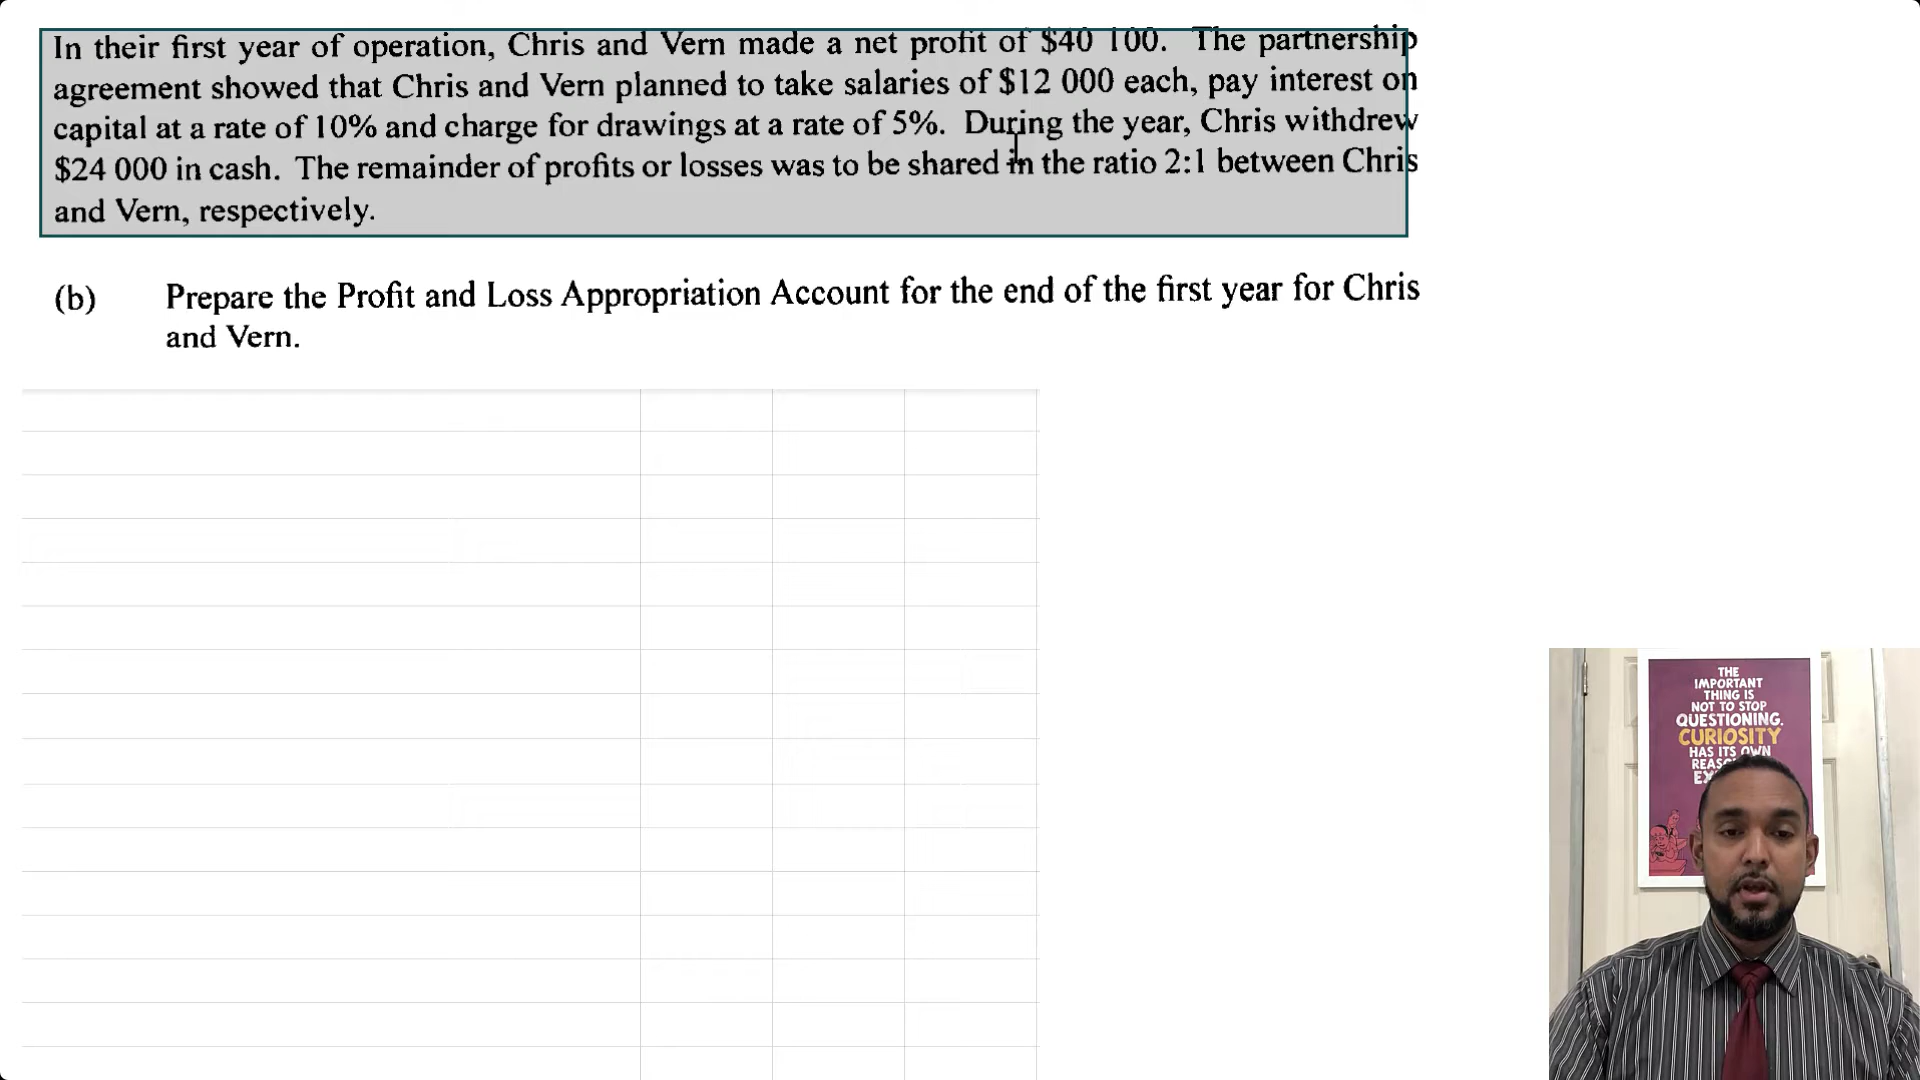 In their first year of operation, Chris and Vern made a net profit of $40 100. The partnership
agreement showed that Chris and Vern planned to take salaries of $12 000 each, pay interest on
capital at a rate of 10% and charge for drawings at a rate of 5%. During the year, Chris withdrew
$24 000 in cash. The remainder of profits or losses was to be shared in the ratio 2:1 between Chris
and Vern, respectively.
(b) Prepare the Profit and Loss Appropriation Account for the end of the first year for Chris
and Vern.
THE
IMPORTANT
THING IS
NOT TO STOP
QUESTIONING.
CURIOSITY
HAS ITS OWN